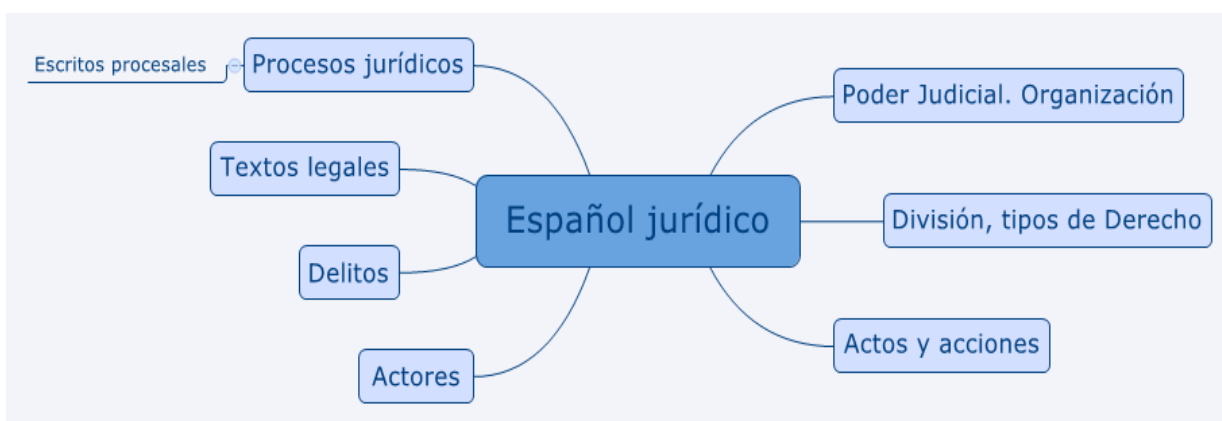 Escritos procesales
Procesos jurídicos
Textos legales
Delitos
Actores
Español jurídico
Poder Judicial. Organización
División, tipos de Derecho
Actos y acciones